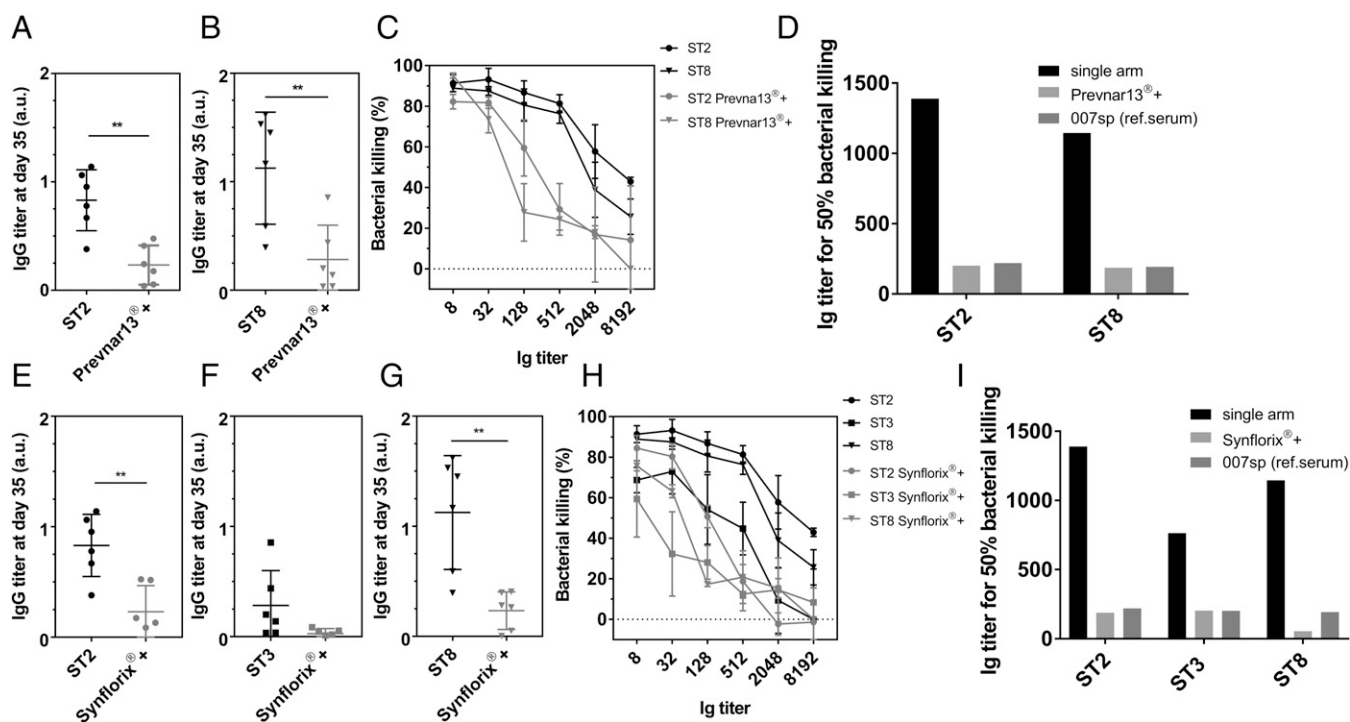 A
IgG titer at day 35 (a.u.)
2
1
0
**
ST2
Prevnar13®+
B
IgG titer at day 35 (a.u.)
2
1
0
**
ST8
Prevnar13®+
C
Bacterial killing (%)
100
80
60
40
20
0
8
32
128
512
2048
8192
Ig titer
ST2
ST8
ST2 Prevna13®+
ST8 Prevnar13®+
D
Ig titer for 50% bacterial killing
1500
1000
500
0
ST2
ST8
single arm
Prevnar13®+
007sp (ref.serum)
E
IgG titer at day 35 (a.u.)
2
1
0
**
ST2
Synflorix®+
F
IgG titer at day 35 (a.u.)
2
1
0
ST3
Synflorix®+
G
IgG titer at day 35 (a.u.)
2
1
0
**
ST8
Synflorix®+
H
Bacterial killing (%)
100
80
60
40
20
0
8
32
128
512
2048
8192
Ig titer
ST2
ST3
ST8
ST2 Synflorix®+
ST3 Synflorix®+
ST8 Synflorix®+
I
Ig titer for 50% bacterial killing
1500
1000
500
0
ST2
ST3
ST8
single arm
Synflorix®+
007sp (ref.serum)